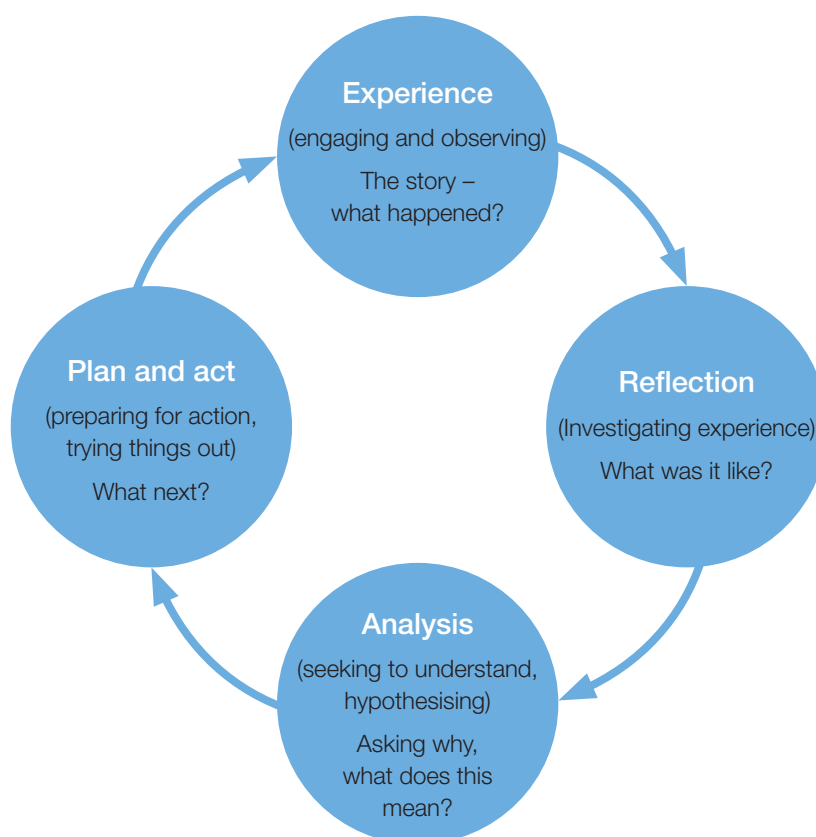 Experience
(engaging and observing)
The story –
what happened?
Reflection
(Investigating experience)
What was it like?
Analysis
(seeking to understand,
hypothesising)
Asking why,
what does this
mean?
Plan and act
(preparing for action,
trying things out)
What next?